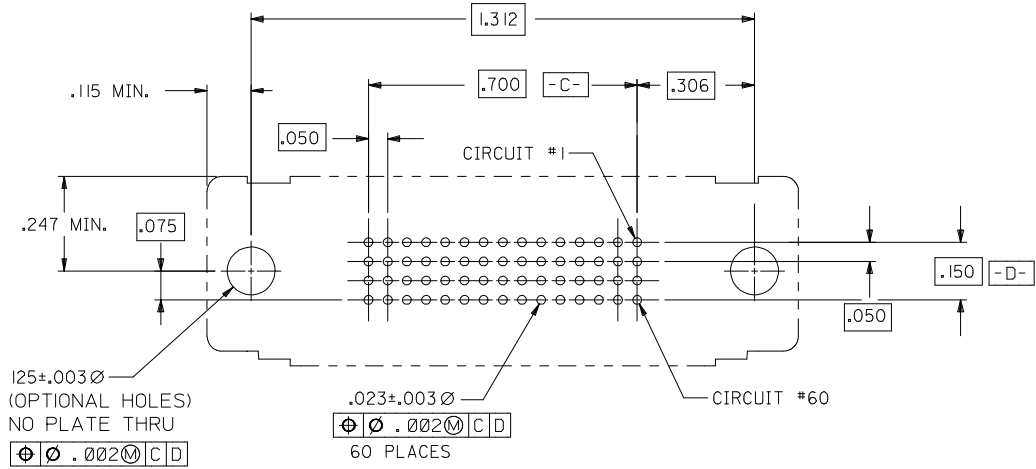 1.312
.700 -C-
.306
.115 MIN.
.050
CIRCUIT #1
.247 MIN.
.075
.150 -D-
.050
125±.003Ø
(OPTIONAL HOLES)
NO PLATE THRU
⌖ Ø .002Ⓜ C D
.023±.003Ø
⌖ Ø .002Ⓜ C D
60 PLACES
CIRCUIT #60